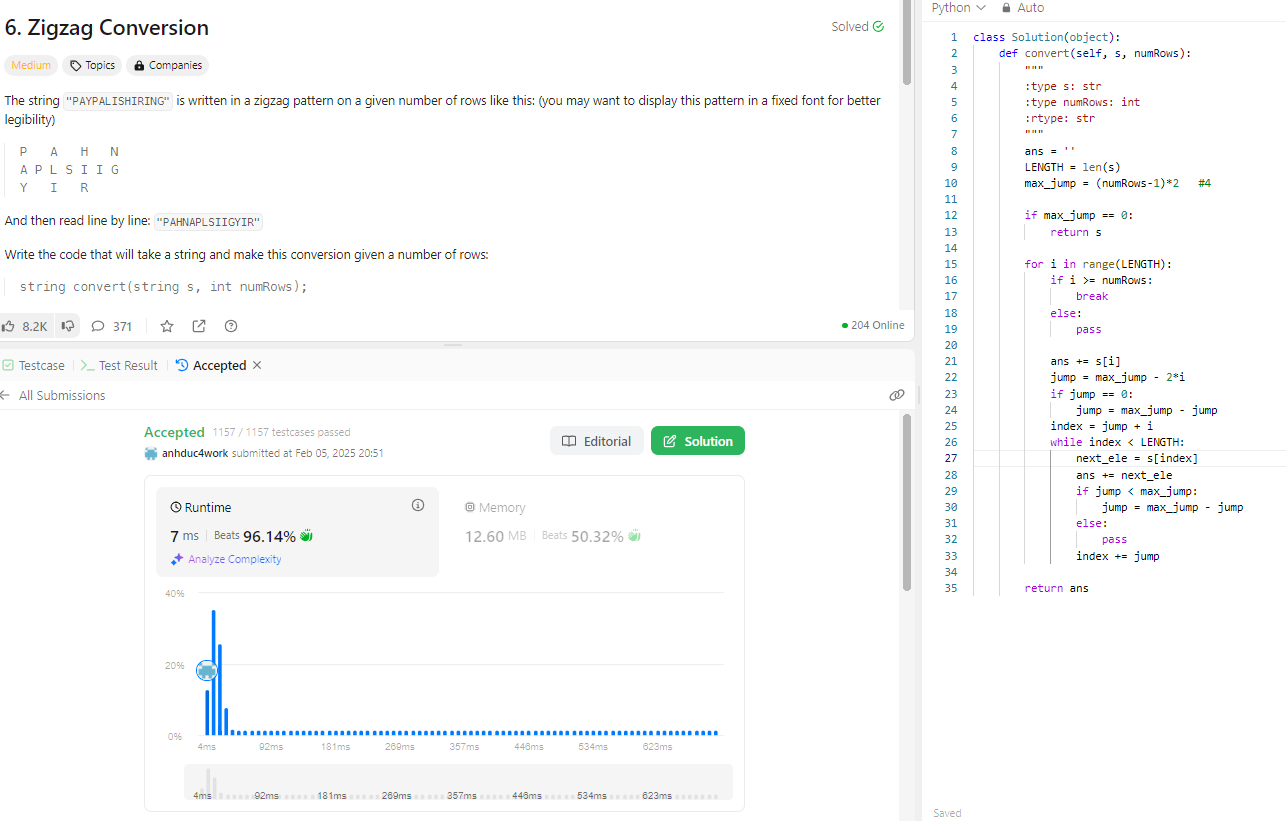 6. Zigzag Conversion
Solved
Medium
Topics
Companies
The string "PAYPALISHIRING" is written in a zigzag pattern on a given number of rows like this: (you may want to display this pattern in a fixed font for better
legibility)
P   A   H   N
A P L S I I G
Y   I   R
And then read line by line: "PAHNAPLSIIGYIR"
Write the code that will take a string and make this conversion given a number of rows:
string convert(string s, int numRows);
8.2K
371
204 Online
Testcase
Test Result
Accepted
All Submissions
Accepted 1157 / 1157 testcases passed
anhduc4work submitted at Feb 05, 2025 20:51
Editorial
Solution
Runtime
7 ms Beats 96.14%
Analyze Complexity
Memory
12.60 MB Beats 50.32%
40%
20%
0%
4ms 92ms 181ms 269ms 357ms 446ms 534ms 623ms
4ms 92ms 181ms 269ms 357ms 446ms 534ms 623ms
Python Auto
1 class Solution(object):
2     def convert(self, s, numRows):
3         """
4         :type s: str
5         :type numRows: int
6         :rtype: str
7         """
8         ans = ''
9         LENGTH = len(s)
10         max_jump = (numRows-1)*2   #4
11
12         if max_jump == 0:
13             return s
14
15         for i in range(LENGTH):
16             if i >= numRows:
17                 break
18             else:
19                 pass
20
21             ans += s[i]
22             jump = max_jump - 2*i
23             if jump == 0:
24                 jump = max_jump - jump
25             index = jump + i
26             while index < LENGTH:
27                 next_ele = s[index]
28                 ans += next_ele
29                 if jump < max_jump:
30                     jump = max_jump - jump
31                 else:
32                     pass
33                 index += jump
34
35         return ans
Saved